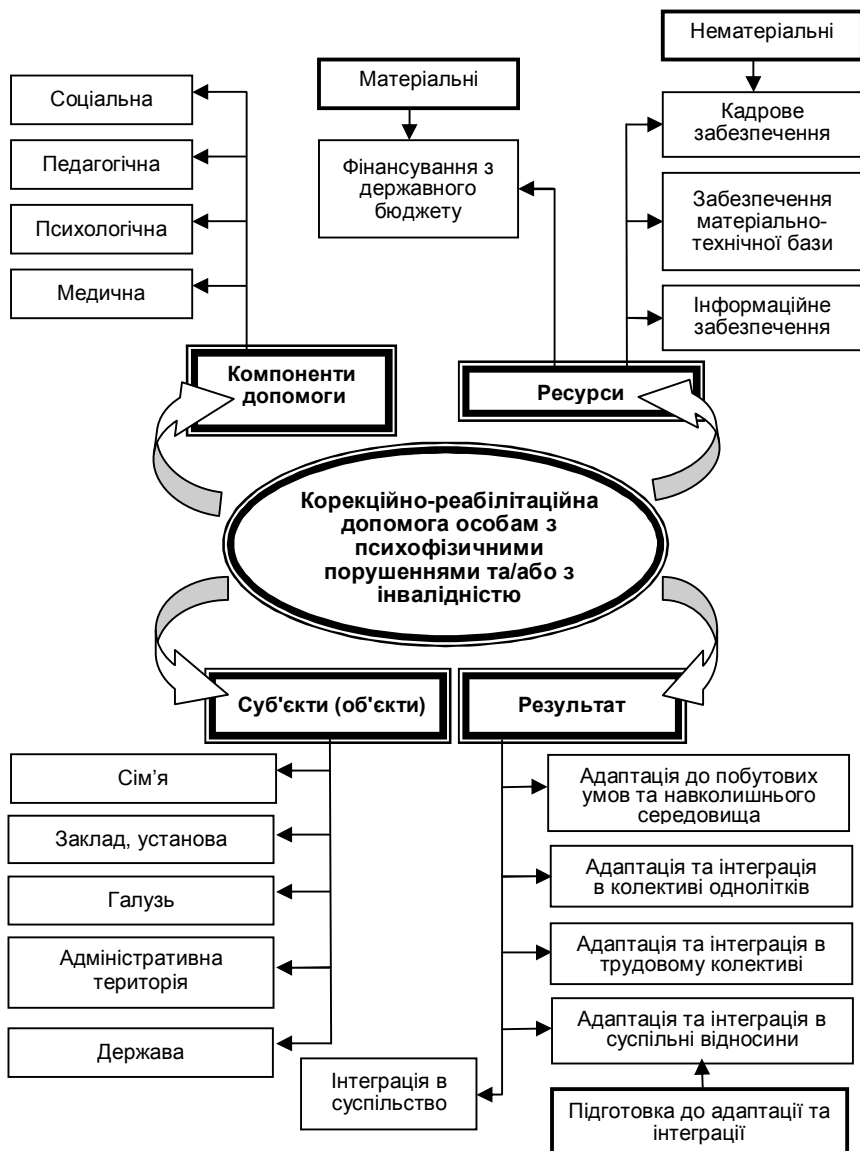 Нематеріальні
Матеріальні
Соціальна
Педагогічна
Психологічна
Медична
Фінансування з
державного
бюджету
Кадрове
забезпечення
Забезпечення
матеріально-
технічної бази
Інформаційне
забезпечення
Компоненти
допомоги
Ресурси
Корекційно-реабілітаційна
допомога особам з
психофізичними
порушеннями та/або з
інвалідністю
Суб'єкти (об'єкти)
Результат
Сім’я
Заклад, установа
Галузь
Адміністративна
територія
Держава
Адаптація до побутових
умов та навколишнього
середовища
Адаптація та інтеграція
в колективі однолітків
Адаптація та інтеграція в
трудовому колективі
Адаптація та інтеграція в
суспільні відносини
Інтеграція в
суспільство
Підготовка до адаптації та
інтеграції